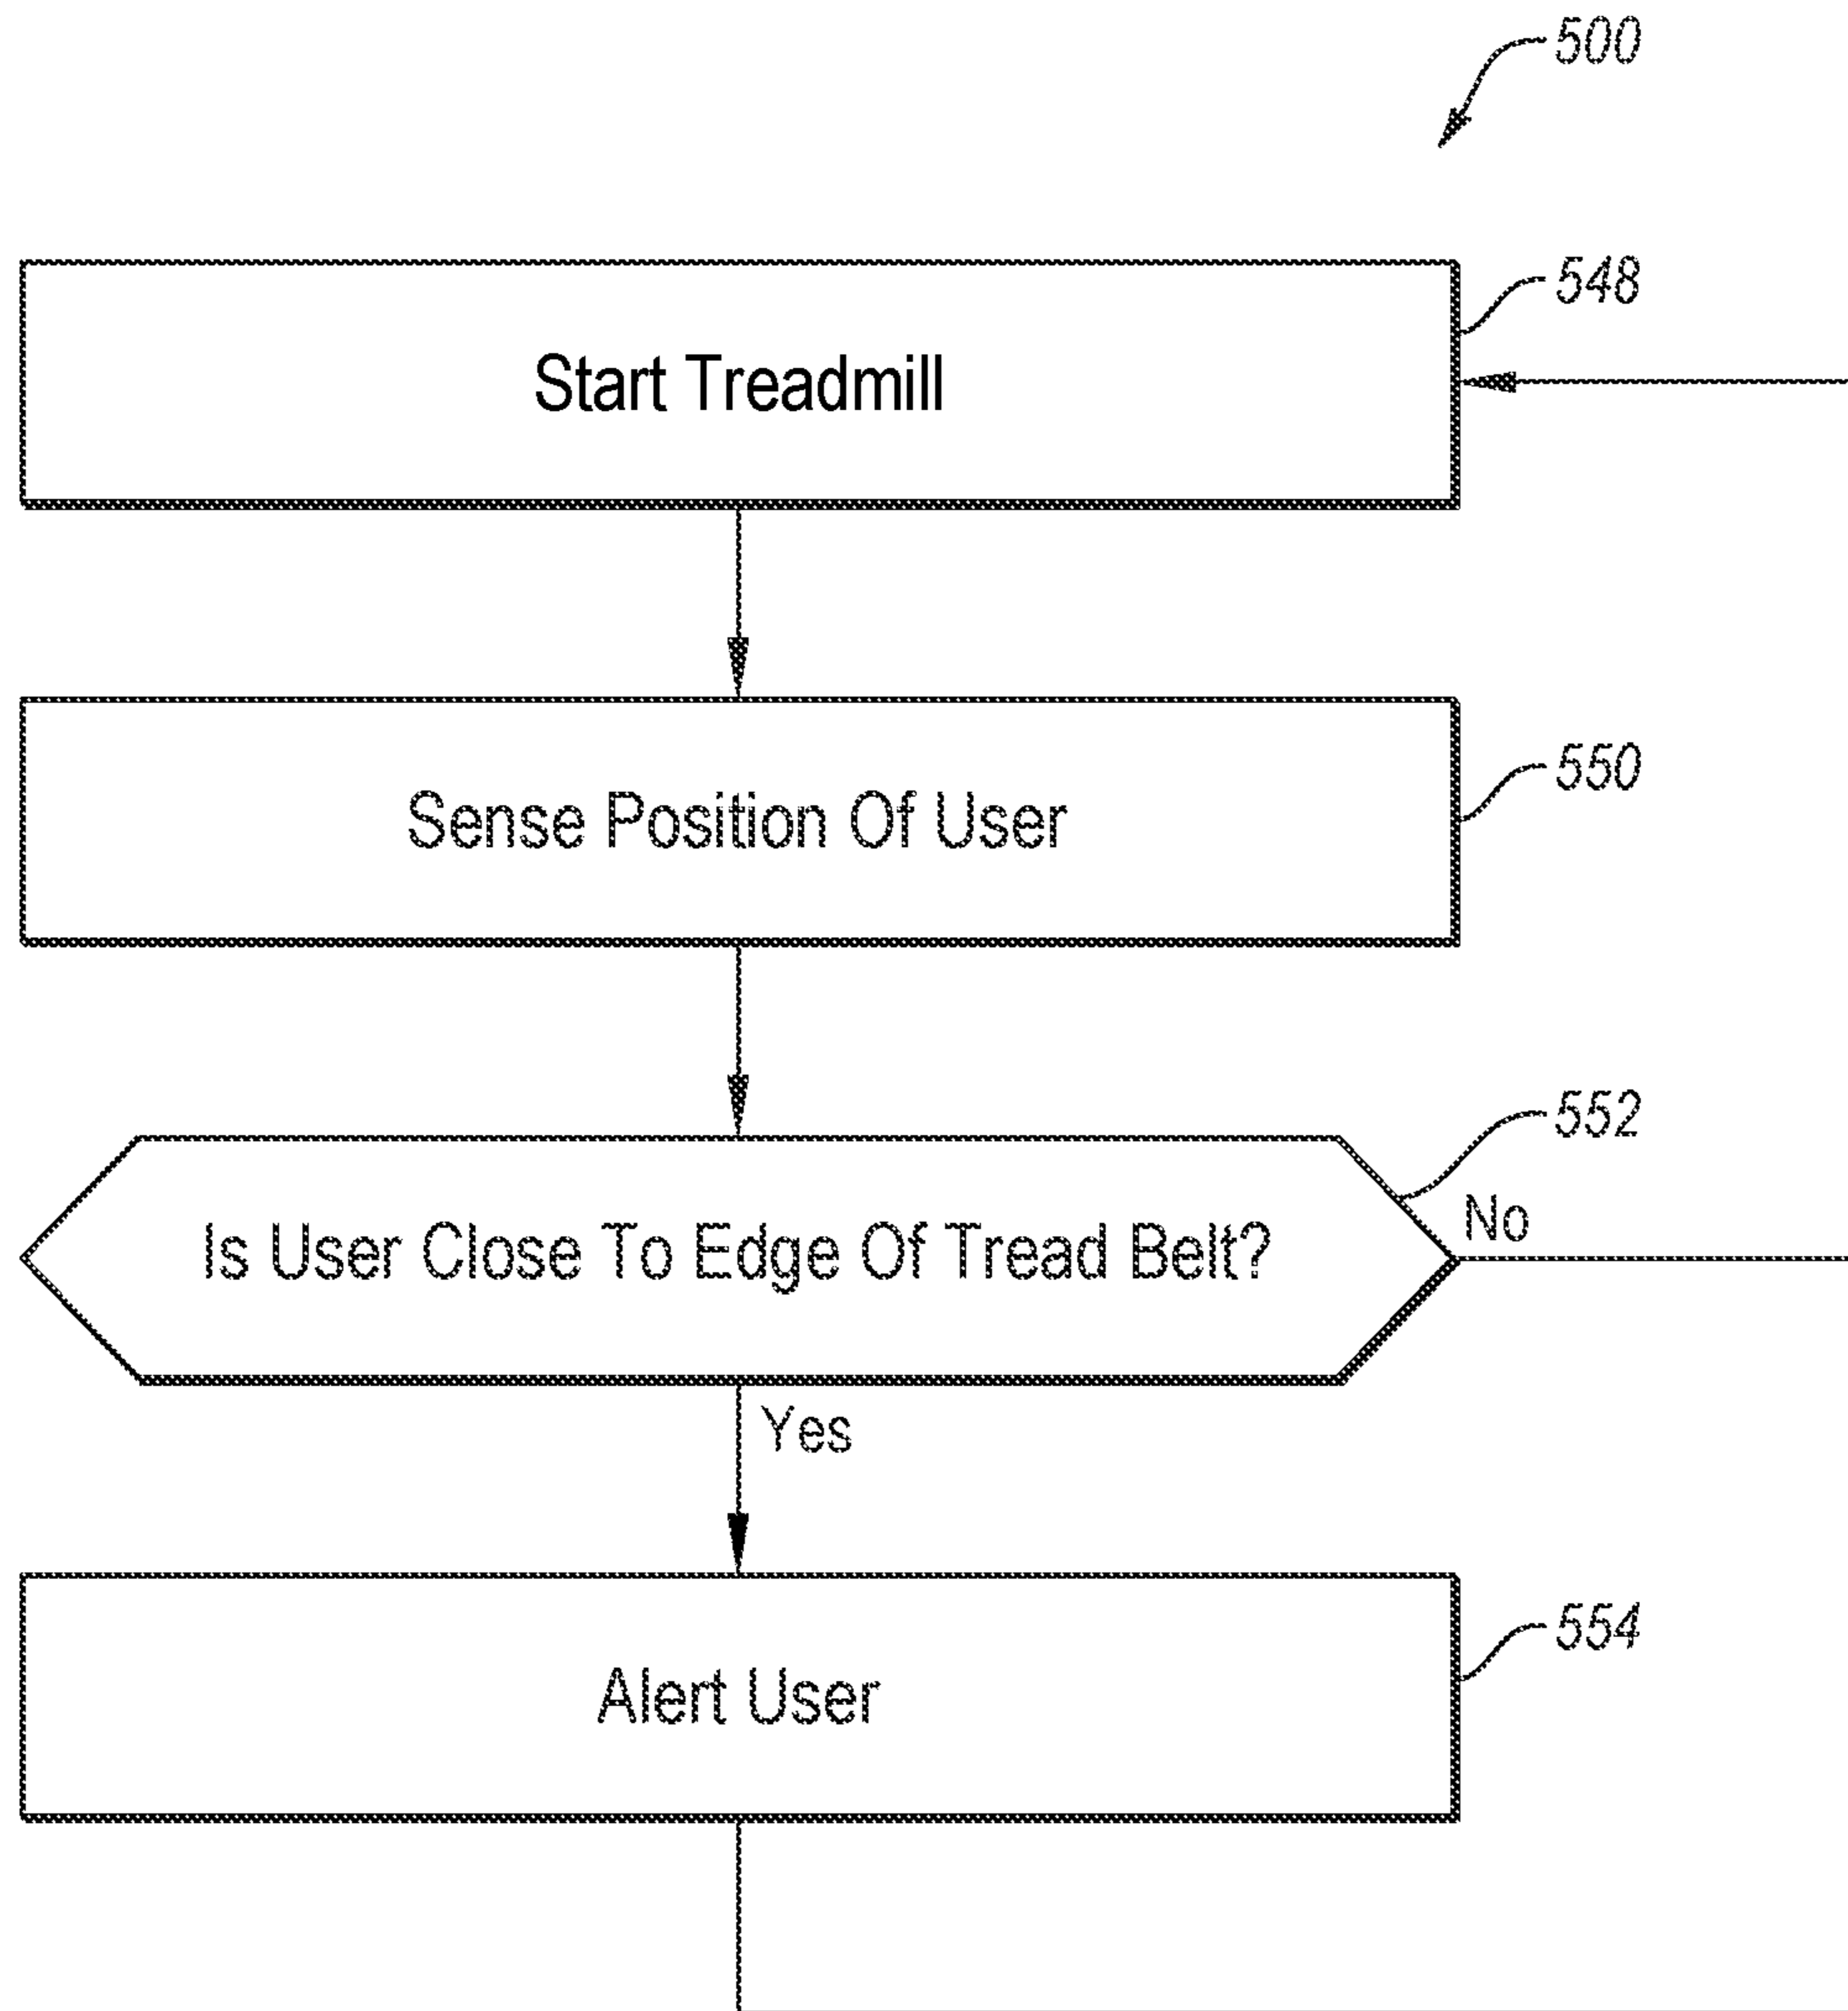 500
548
Start Treadmill
550
Sense Position Of User
552
No
Is User Close To Edge Of Tread Belt?
Yes
554
Alert User